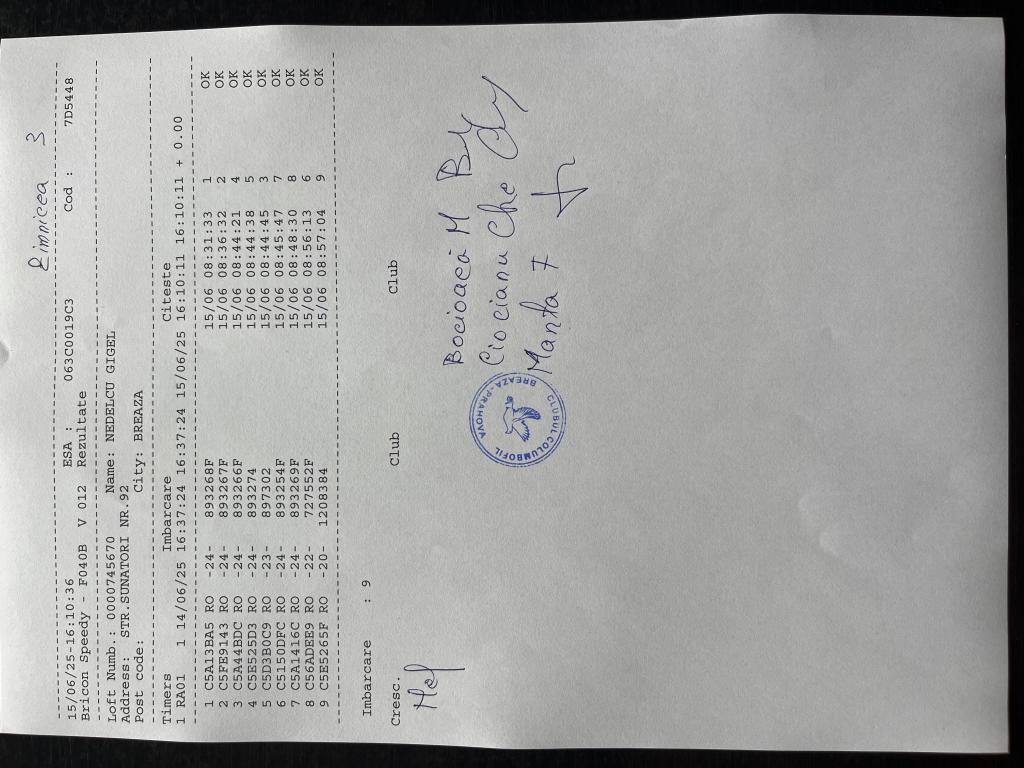 Rimnicea 3
15/06/25-16:10:36 ESA : 063C0019C3 Cod : 7D5448
Bricon Speedy - F040B V 012 Rezultate
Loft Numb.: 0000745670 Name: NEDELCU GIGEL
Address: STR.SUNATORI NR.92
Post code: City: BREAZA
Timers Imbarcare Citeste
1 RA01 1 14/06/25 16:37:24 16:37:24 15/06/25 16:10:11 16:10:11 + 0.00
1 C5A13BA5 RO -24- 893268F 15/06 08:31:33 1 OK
2 C5FE9143 RO -24- 893267F 15/06 08:36:32 2 OK
3 C5A44BDC RO -24- 893266F 15/06 08:44:21 4 OK
4 C5E525D3 RO -24- 893274 15/06 08:44:38 5 OK
5 C5D3B0C9 RO -23- 897302 15/06 08:44:45 3 OK
6 C5150DFC RO -24- 893254F 15/06 08:45:47 7 OK
7 C5A1416C RO -24- 893269F 15/06 08:48:30 8 OK
8 C56ADEE9 RO -22- 727552F 15/06 08:56:13 6 OK
9 C5E5265F RO -20- 1208384 15/06 08:57:04 9 OK
Imbarcare : 9
Cresc. Club Club
Bocioacă M
Ciocianu Ghe
Manta F
CLUBUL COLUMBOFIL
BREAZA-PRAHOVA